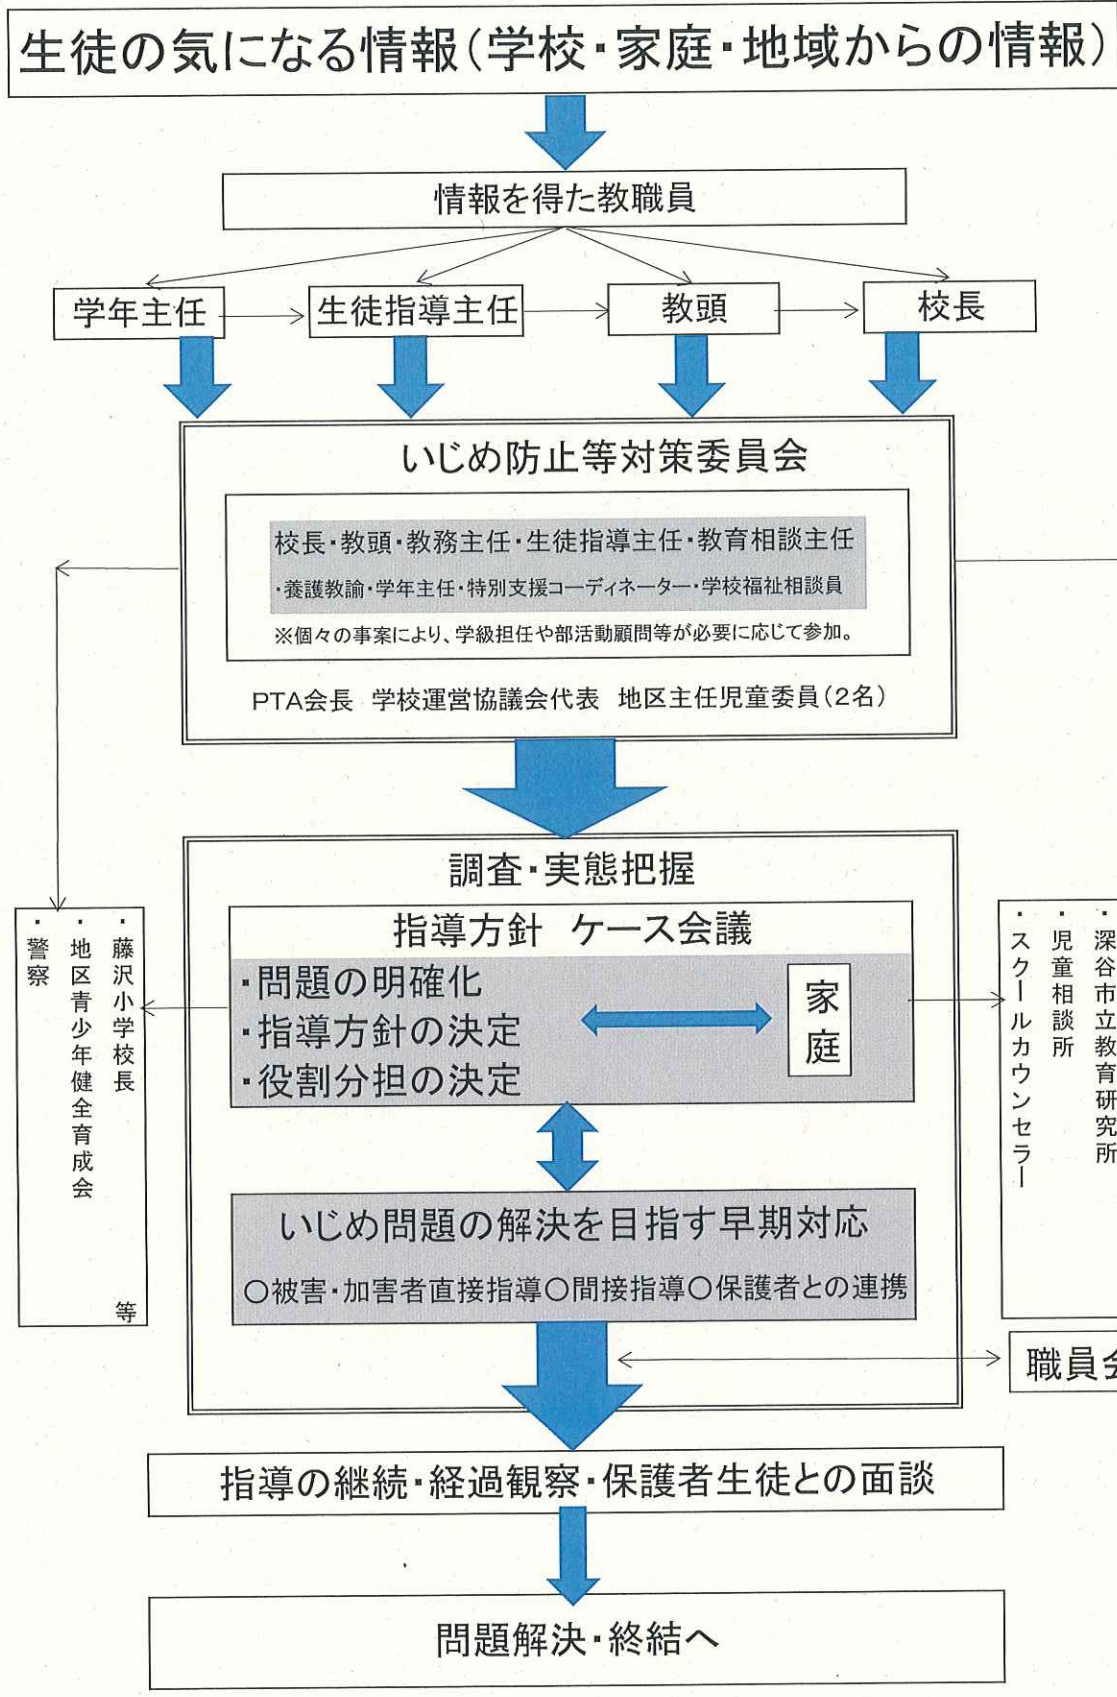 生徒の気になる情報(学校・家庭・地域からの情報)
情報を得た教職員
学年主任
生徒指導主任
教頭
校長
いじめ防止等対策委員会
校長・教頭・教務主任・生徒指導主任・教育相談主任
・養護教諭・学年主任・特別支援コーディネーター・学校福祉相談員
※個々の事案により、学級担任や部活動顧問等が必要に応じて参加。
PTA会長 学校運営協議会代表 地区主任児童委員(2名)
調査・実態把握
指導方針 ケース会議
・問題の明確化
・指導方針の決定
・役割分担の決定
家庭
・藤沢小学校長
・地区青少年健全育成会
・警察
等
・深谷市立教育研究所
・児童相談所
・スクールカウンセラー
いじめ問題の解決を目指す早期対応
○被害・加害者直接指導○間接指導○保護者との連携
職員会
指導の継続・経過観察・保護者生徒との面談
問題解決・終結へ